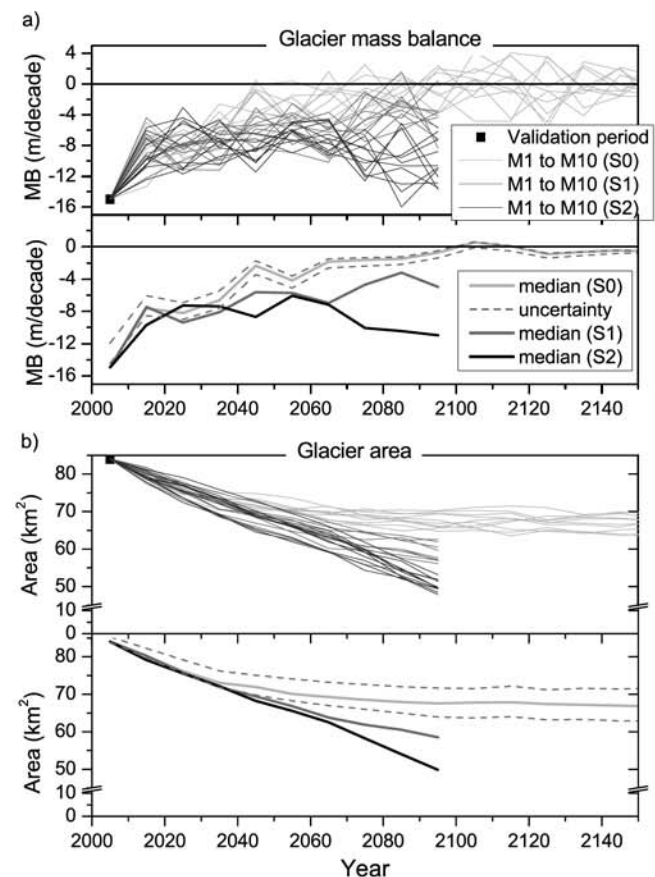 a)
Glacier mass balance
MB (m/decade)
4
0
-4
-8
-12
-16
Validation period
M1 to M10 (S0)
M1 to M10 (S1)
M1 to M10 (S2)
MB (m/decade)
0
-4
-8
-12
-16
median (S0)
uncertainty
median (S1)
median (S2)
2000 2020 2040 2060 2080 2100 2120 2140
b)
Glacier area
Area (km²)
80
70
60
50
10
0
Area (km²)
80
70
60
50
10
0
2000 2020 2040 2060 2080 2100 2120 2140
Year